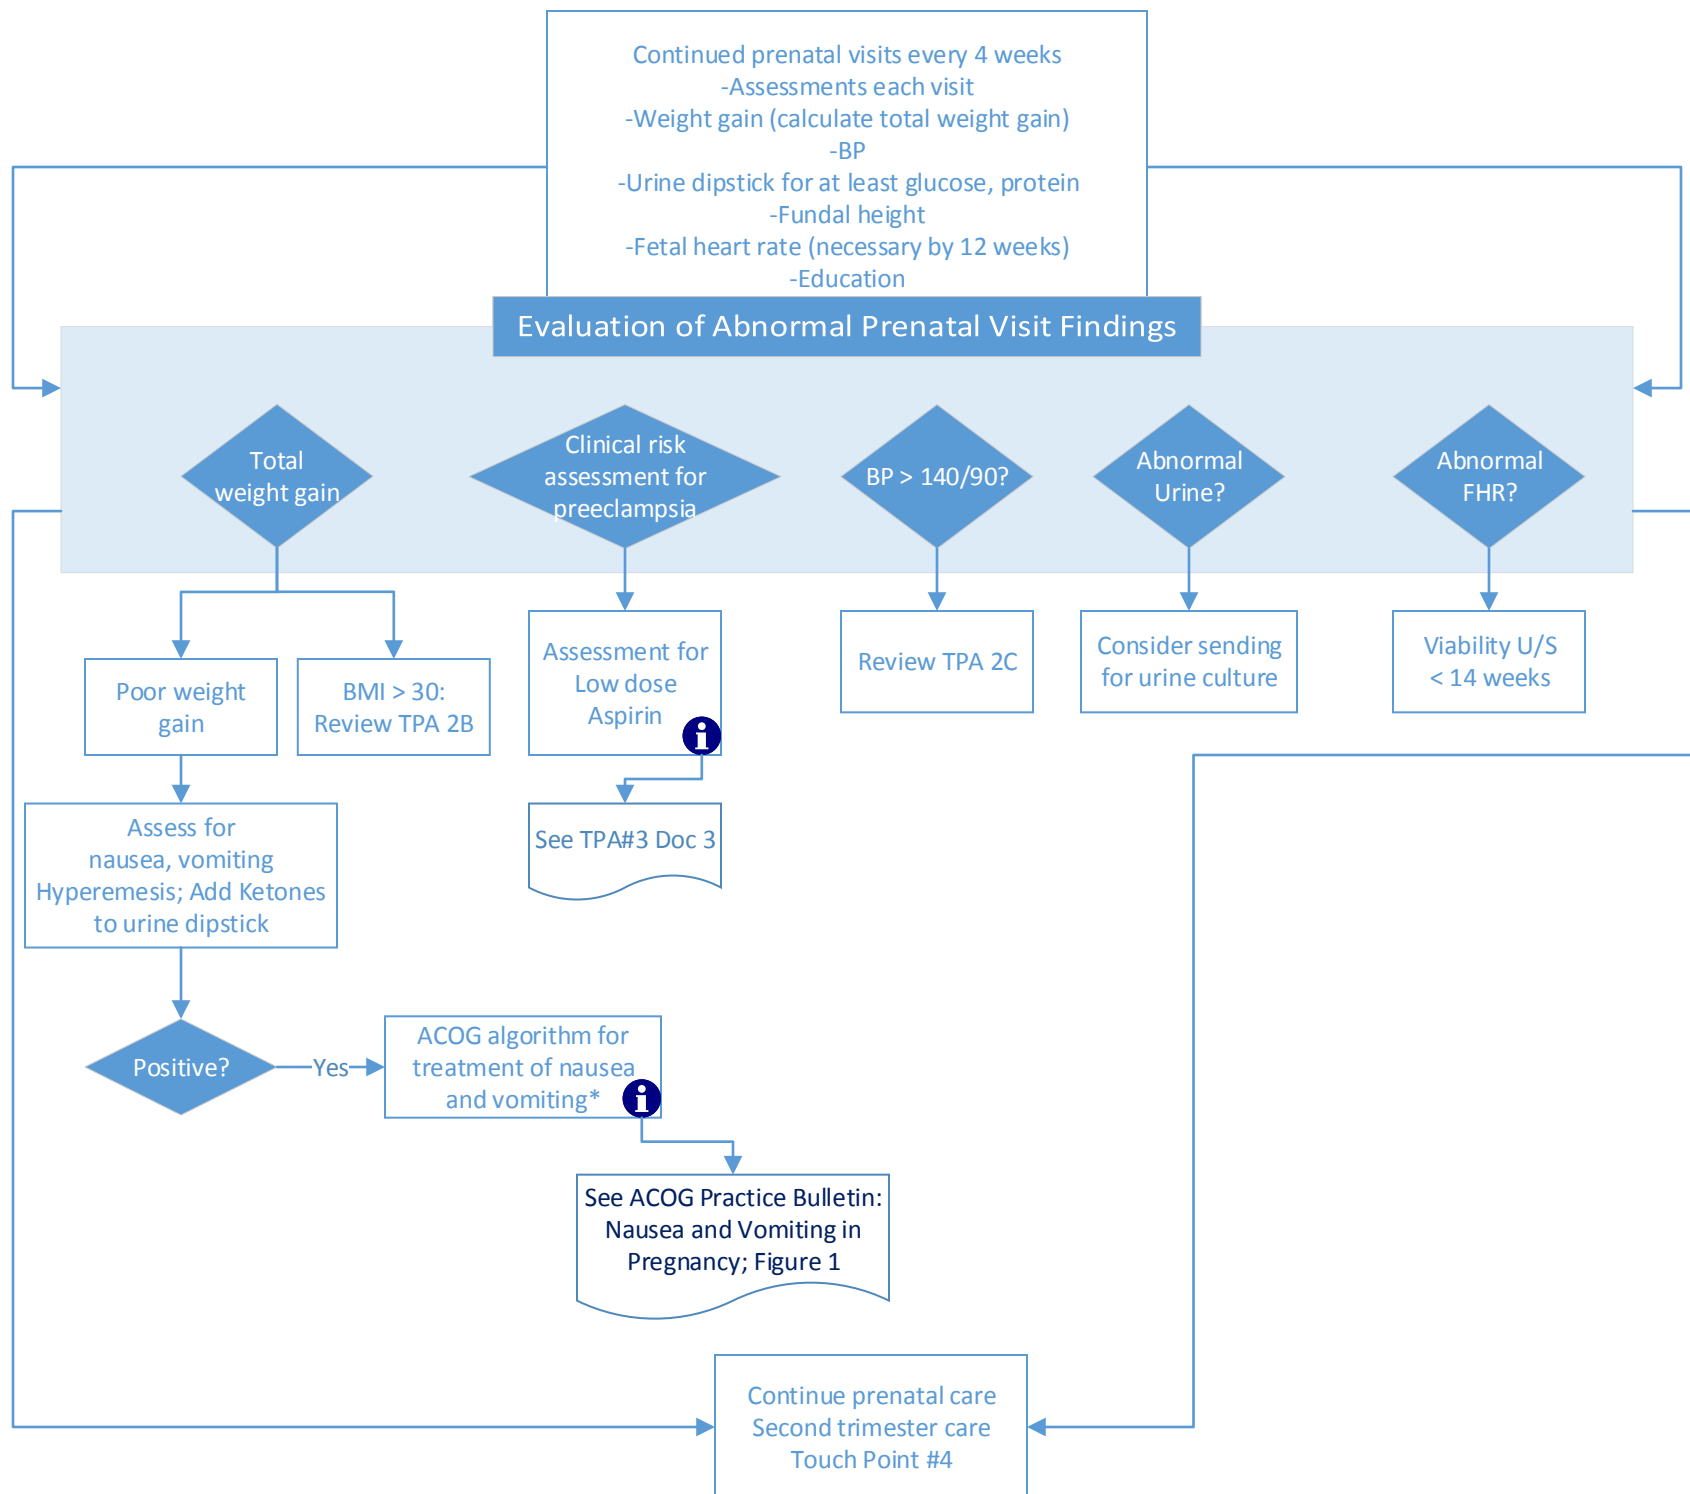 Continued prenatal visits every 4 weeks
-Assessments each visit
-Weight gain (calculate total weight gain)
-BP
-Urine dipstick for at least glucose, protein
-Fundal height
-Fetal heart rate (necessary by 12 weeks)
-Education
Evaluation of Abnormal Prenatal Visit Findings
Total
weight gain
Clinical risk
assessment for
preeclampsia
BP > 140/90?
Abnormal
Urine?
Abnormal
FHR?
Poor weight
gain
BMI > 30:
Review TPA 2B
Assessment for
Low dose
Aspirin
i
Review TPA 2C
Consider sending
for urine culture
Viability U/S
< 14 weeks
Assess for
nausea, vomiting
Hyperemesis; Add Ketones
to urine dipstick
See TPA#3 Doc 3
Positive?
Yes
ACOG algorithm for
treatment of nausea
and vomiting*
i
See ACOG Practice Bulletin:
Nausea and Vomiting in
Pregnancy; Figure 1
Continue prenatal care
Second trimester care
Touch Point #4